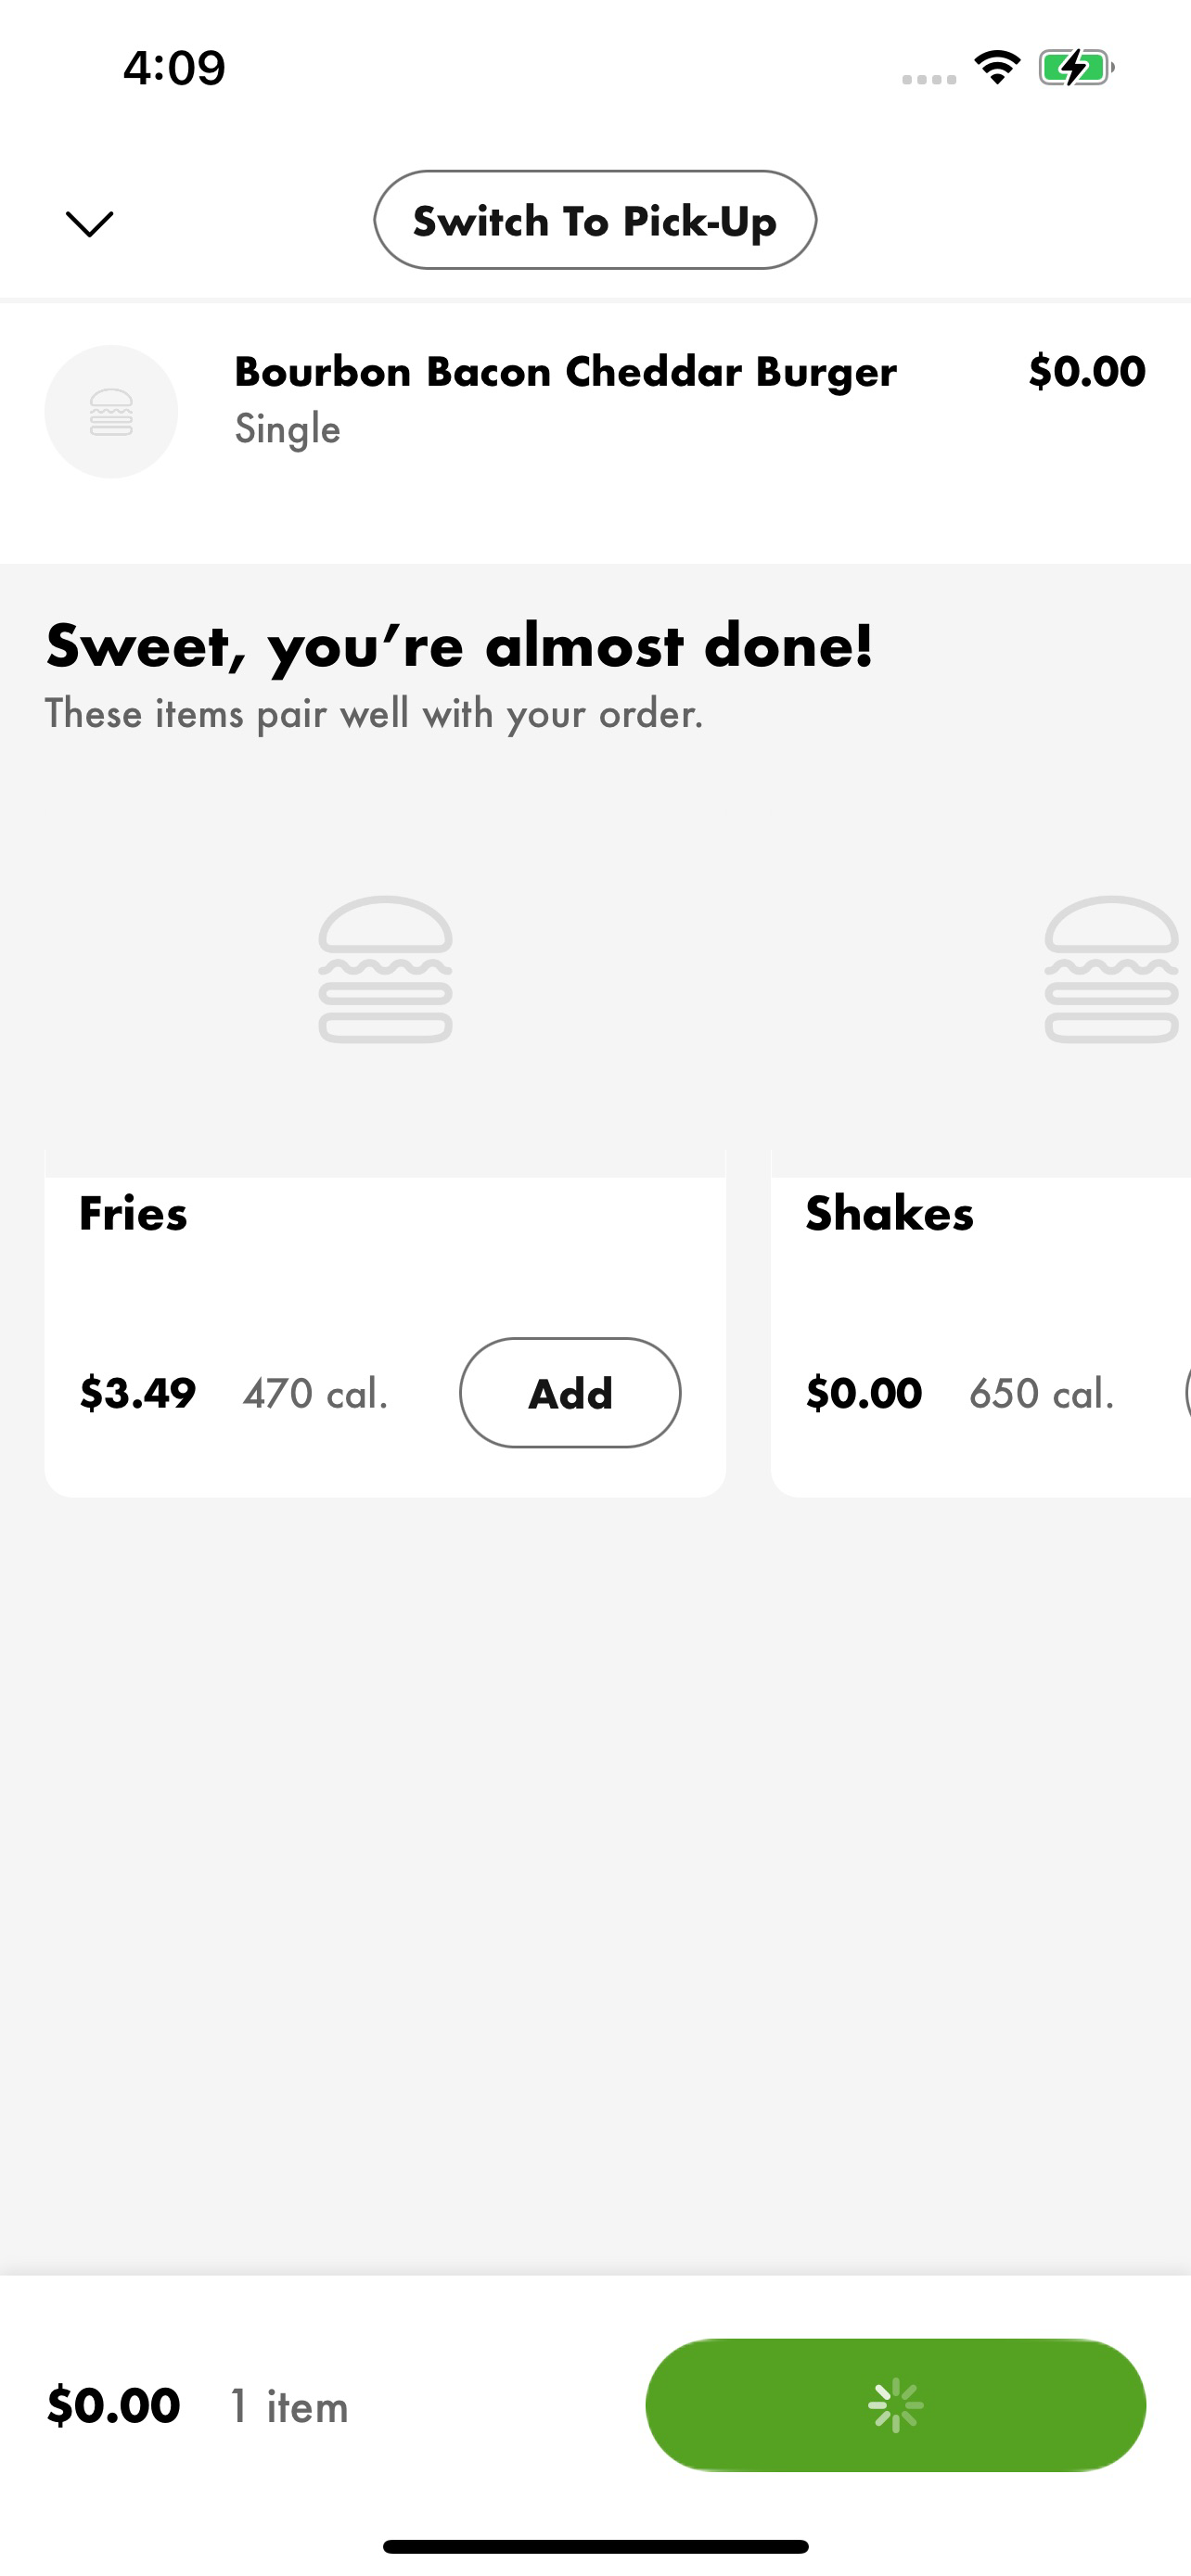 4:09
Switch To Pick-Up
Bourbon Bacon Cheddar Burger $0.00
Single
Sweet, you’re almost done!
These items pair well with your order.
Fries
$3.49 470 cal. Add
Shakes
$0.00 650 cal.
$0.00 1 item